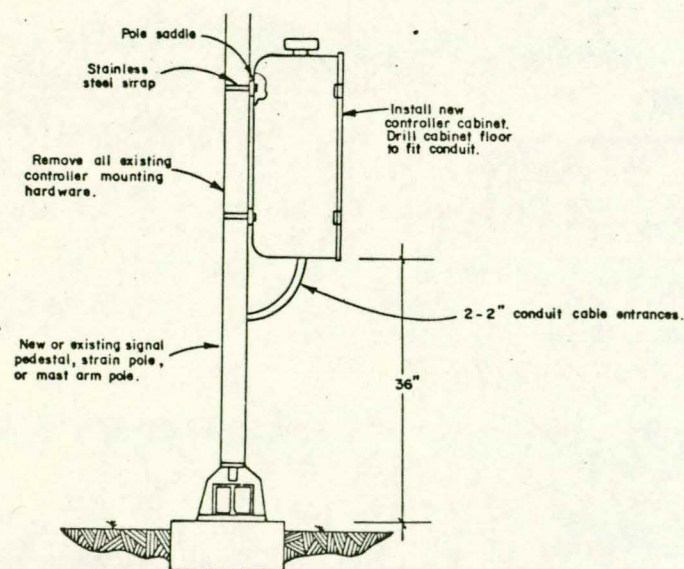 Pole saddle
Stainless
steel strap
Install new
controller cabinet.
Drill cabinet floor
to fit conduit.
Remove all existing
controller mounting
hardware.
2-2" conduit cable entrances.
New or existing signal
pedestal, strain pole,
or mast arm pole.
36"